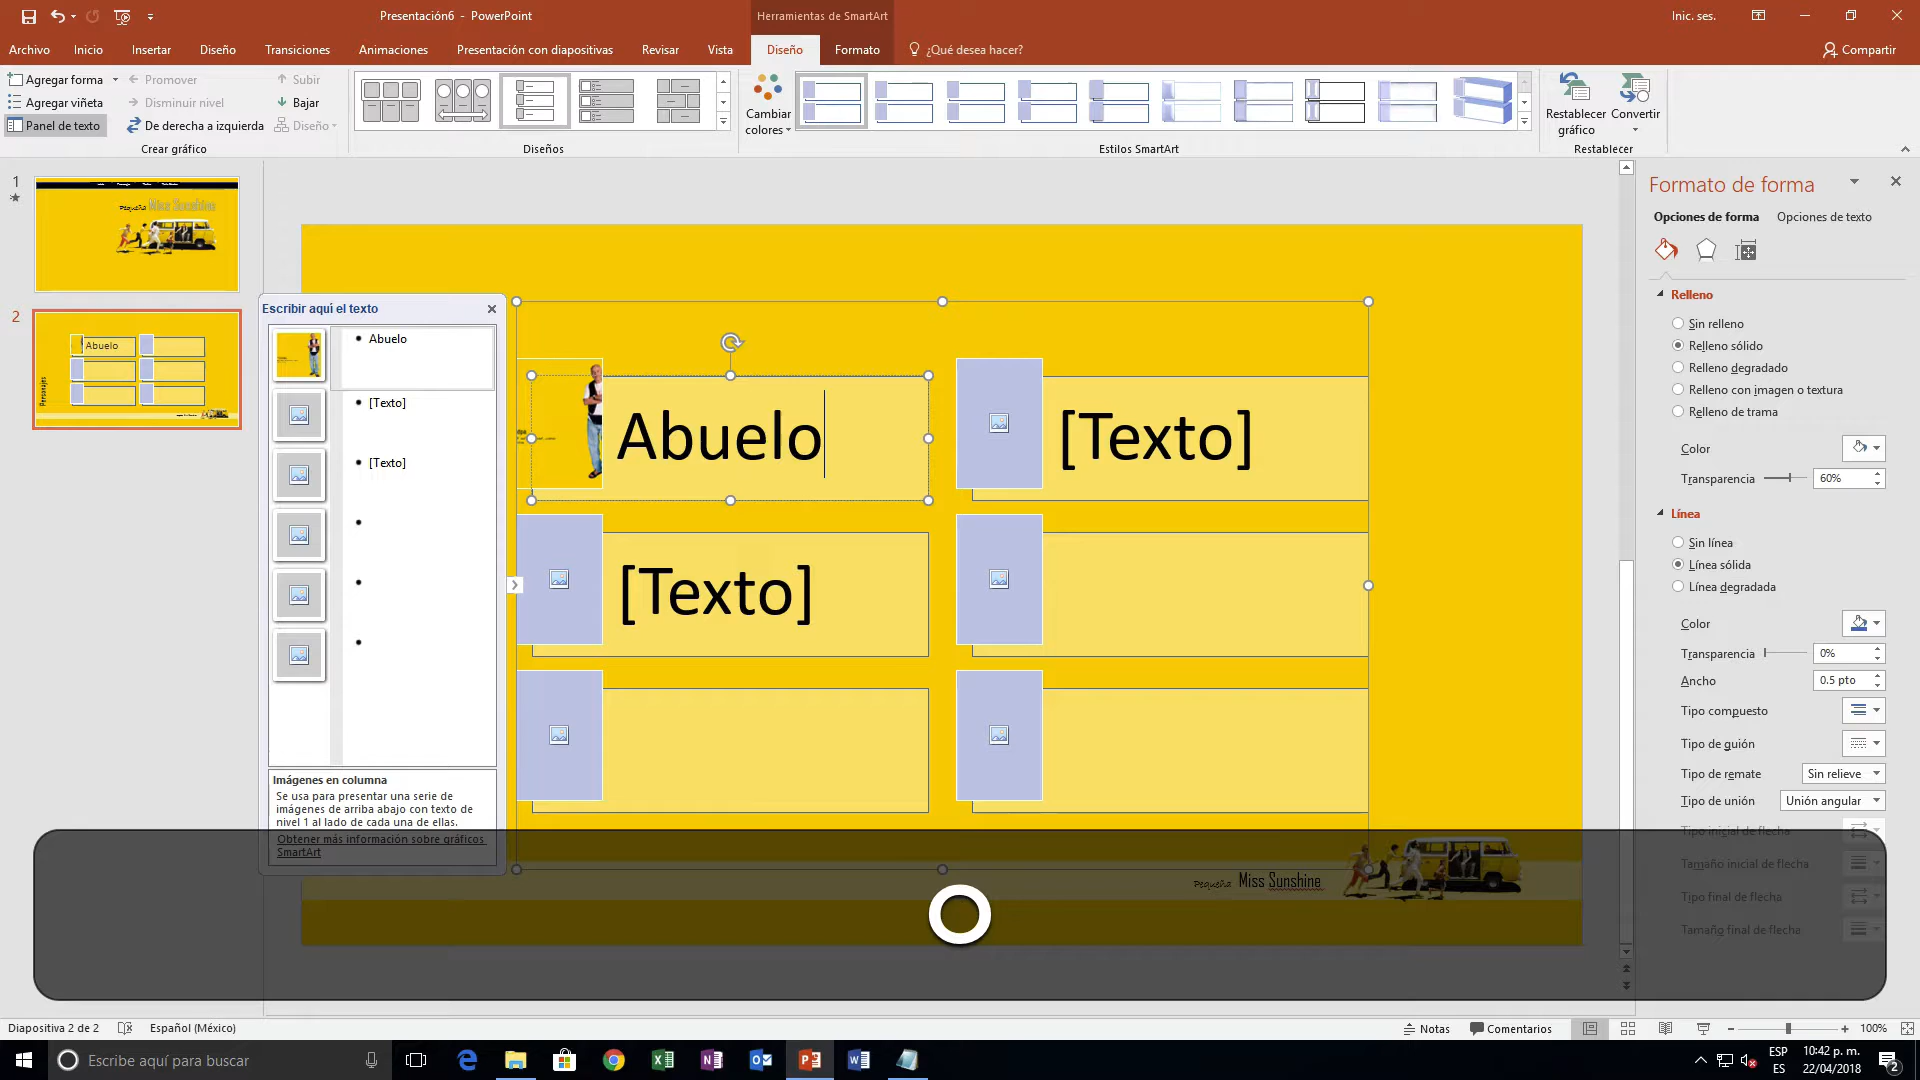 Presentación6 - PowerPoint
Herramientas de SmartArt
Inic. ses.
Archivo
Inicio
Insertar
Diseño
Transiciones
Animaciones
Presentación con diapositivas
Revisar
Vista
Diseño
Formato
¿Qué desea hacer?
Compartir
Agregar forma
Promover
Subir
Agregar viñeta
Disminuir nivel
Bajar
Panel de texto
De derecha a izquierda
Diseño
Crear gráfico
Diseños
Cambiar
colores
Estilos SmartArt
Restablecer
gráfico
Convertir
Restablecer
1
Pequeña Miss Sunshine
2
Abuelo
Personajes
Escribir aquí el texto
Abuelo
[Texto]
[Texto]
Imágenes en columna
Se usa para presentar una serie de
imágenes de arriba abajo con texto de
nivel 1 al lado de cada una de ellas.
Obtener más información sobre gráficos
SmartArt
Abuelo
[Texto]
[Texto]
Pequeña Miss Sunshine
Formato de forma
Opciones de forma
Opciones de texto
Relleno
Sin relleno
Relleno sólido
Relleno degradado
Relleno con imagen o textura
Relleno de trama
Color
Transparencia
60%
Línea
Sin línea
Línea sólida
Línea degradada
Color
Transparencia
0%
Ancho
0.5 pto
Tipo compuesto
Tipo de guión
Tipo de remate
Sin relieve
Tipo de unión
Unión angular
Tipo inicial de flecha
Tamaño inicial de flecha
Tipo final de flecha
Tamaño final de flecha
Diapositiva 2 de 2
Español (México)
Notas
Comentarios
100%
Escribe aquí para buscar
ESP
ES
10:42 p. m.
22/04/2018
2